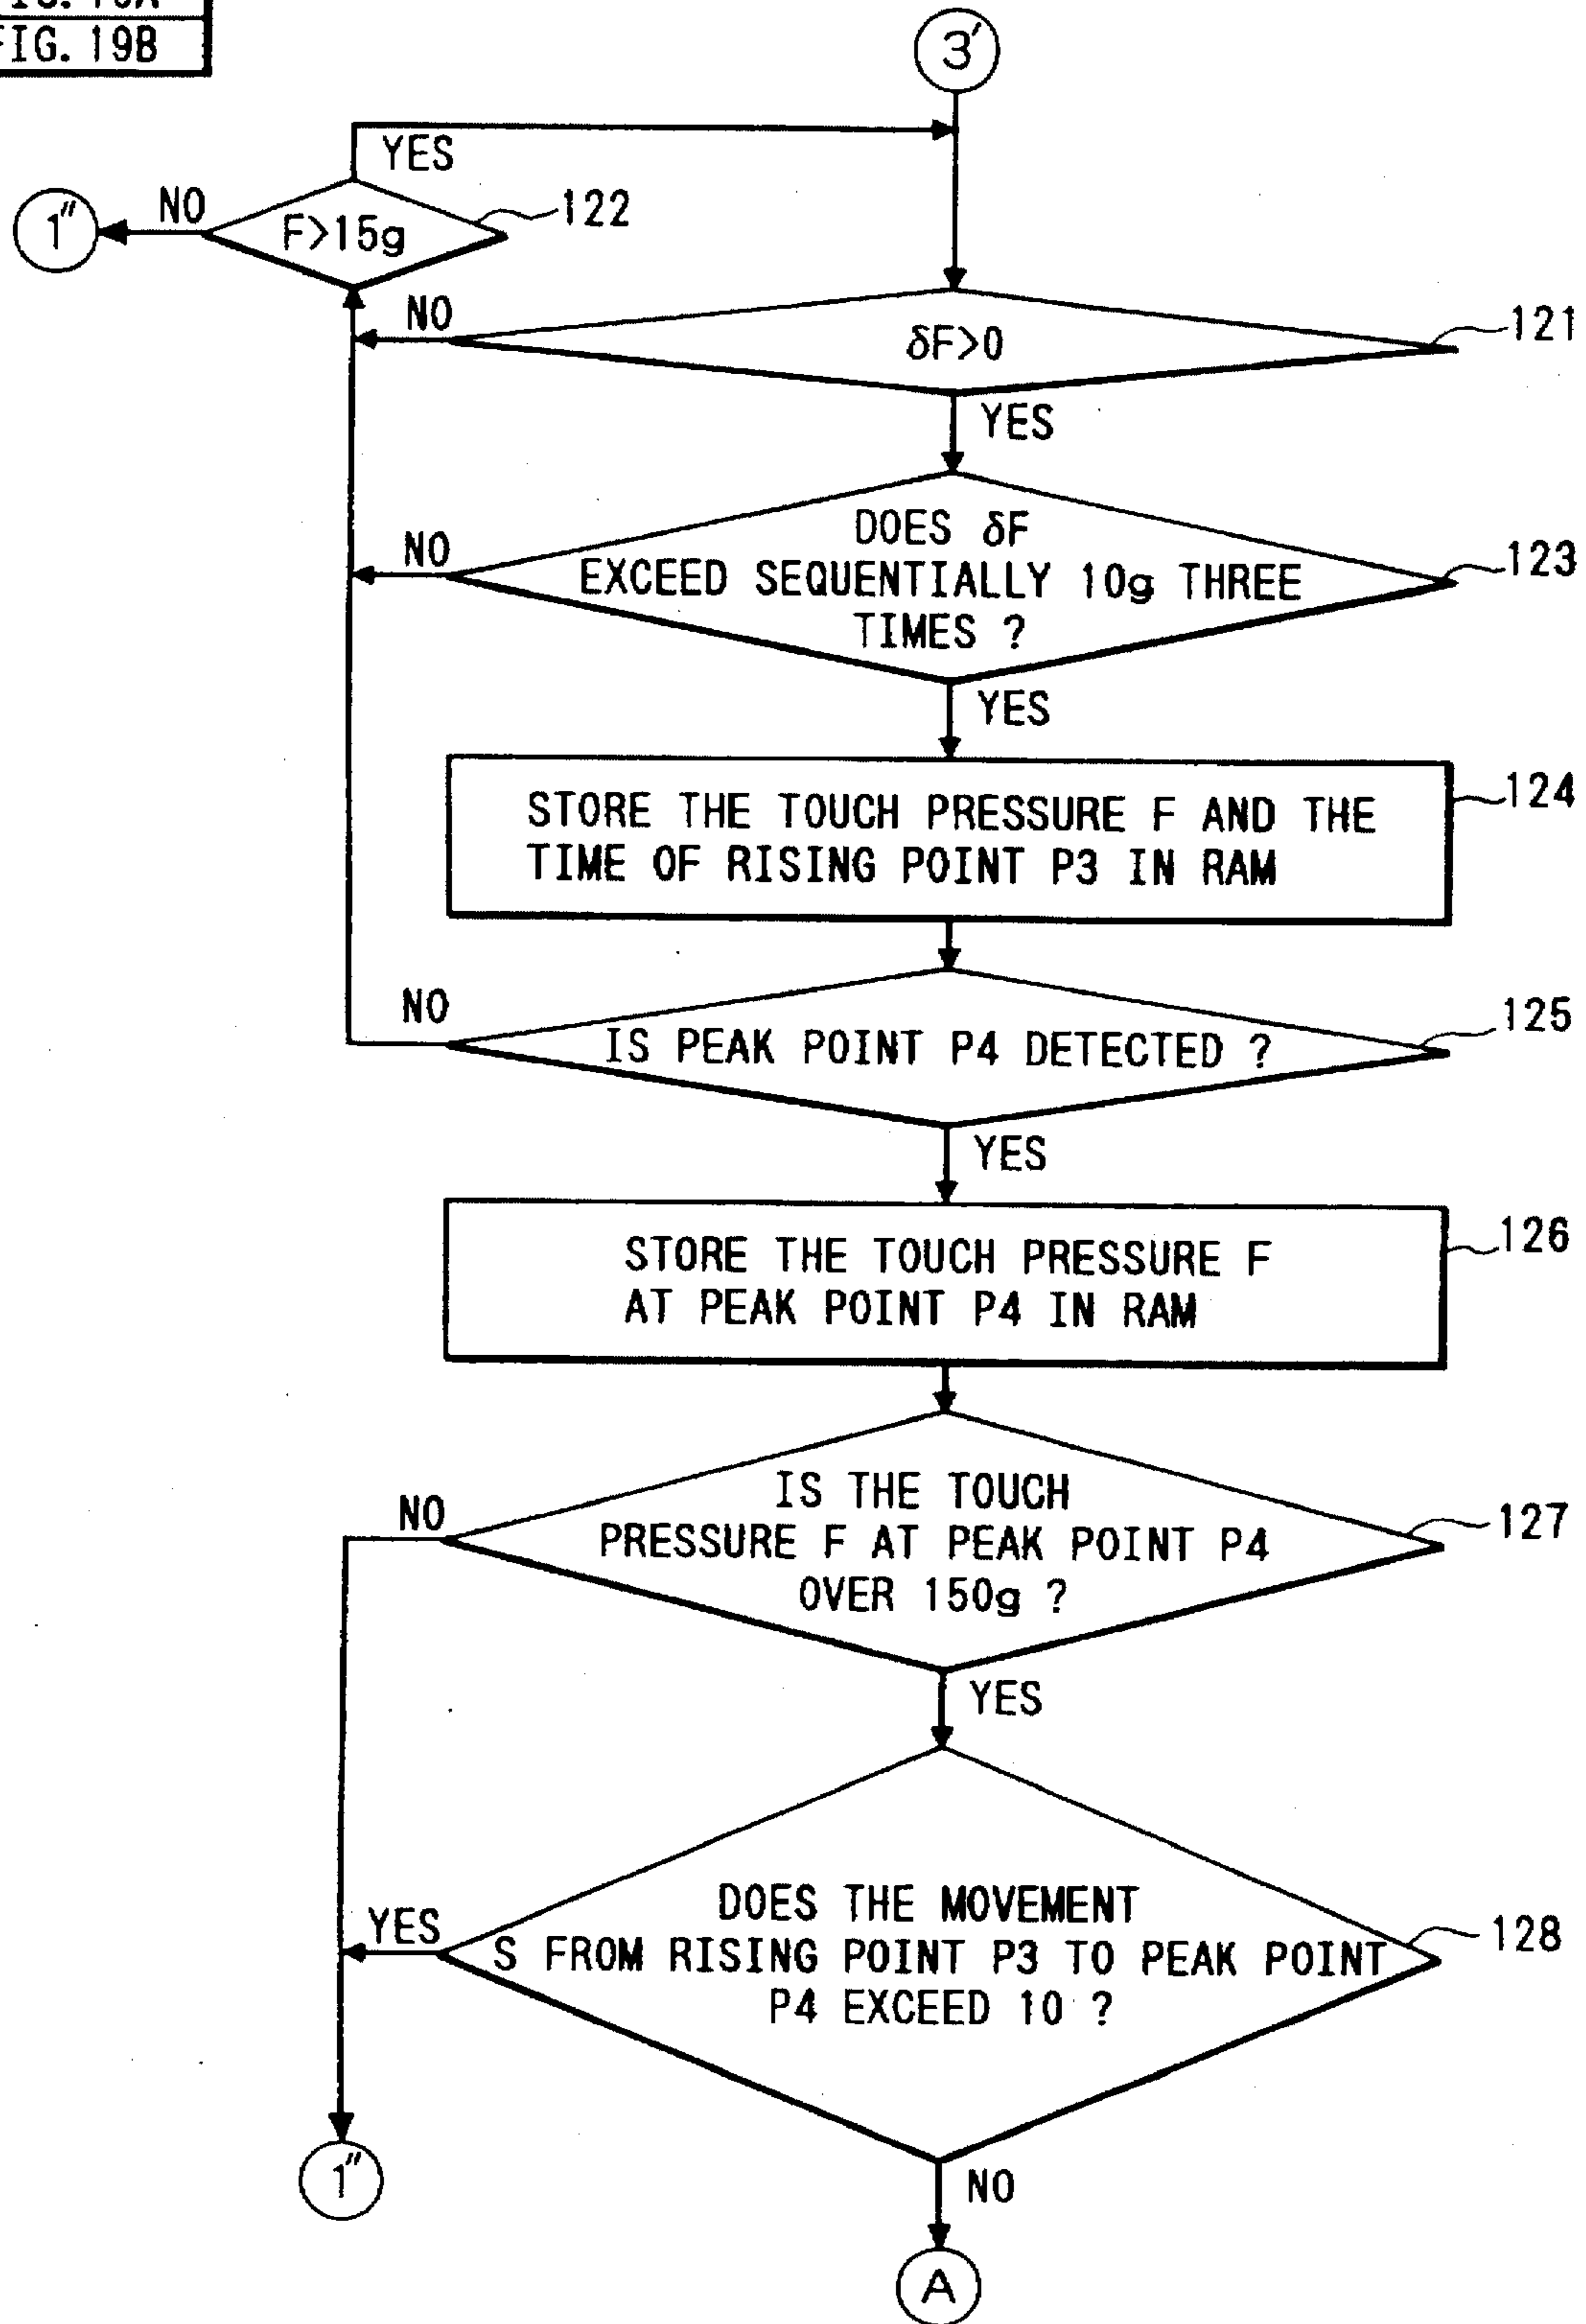 FIG. 19B
3'
YES
NO
1"
F>15g
122
NO
δF>0
121
YES
DOES δF
EXCEED SEQUENTIALLY 10g THREE
TIMES ?
NO
123
YES
STORE THE TOUCH PRESSURE F AND THE
TIME OF RISING POINT P3 IN RAM
124
NO
IS PEAK POINT P4 DETECTED ?
125
YES
STORE THE TOUCH PRESSURE F
AT PEAK POINT P4 IN RAM
126
NO
IS THE TOUCH
PRESSURE F AT PEAK POINT P4
OVER 150g ?
127
YES
YES
DOES THE MOVEMENT
S FROM RISING POINT P3 TO PEAK POINT
P4 EXCEED 10 ?
128
1"
NO
A